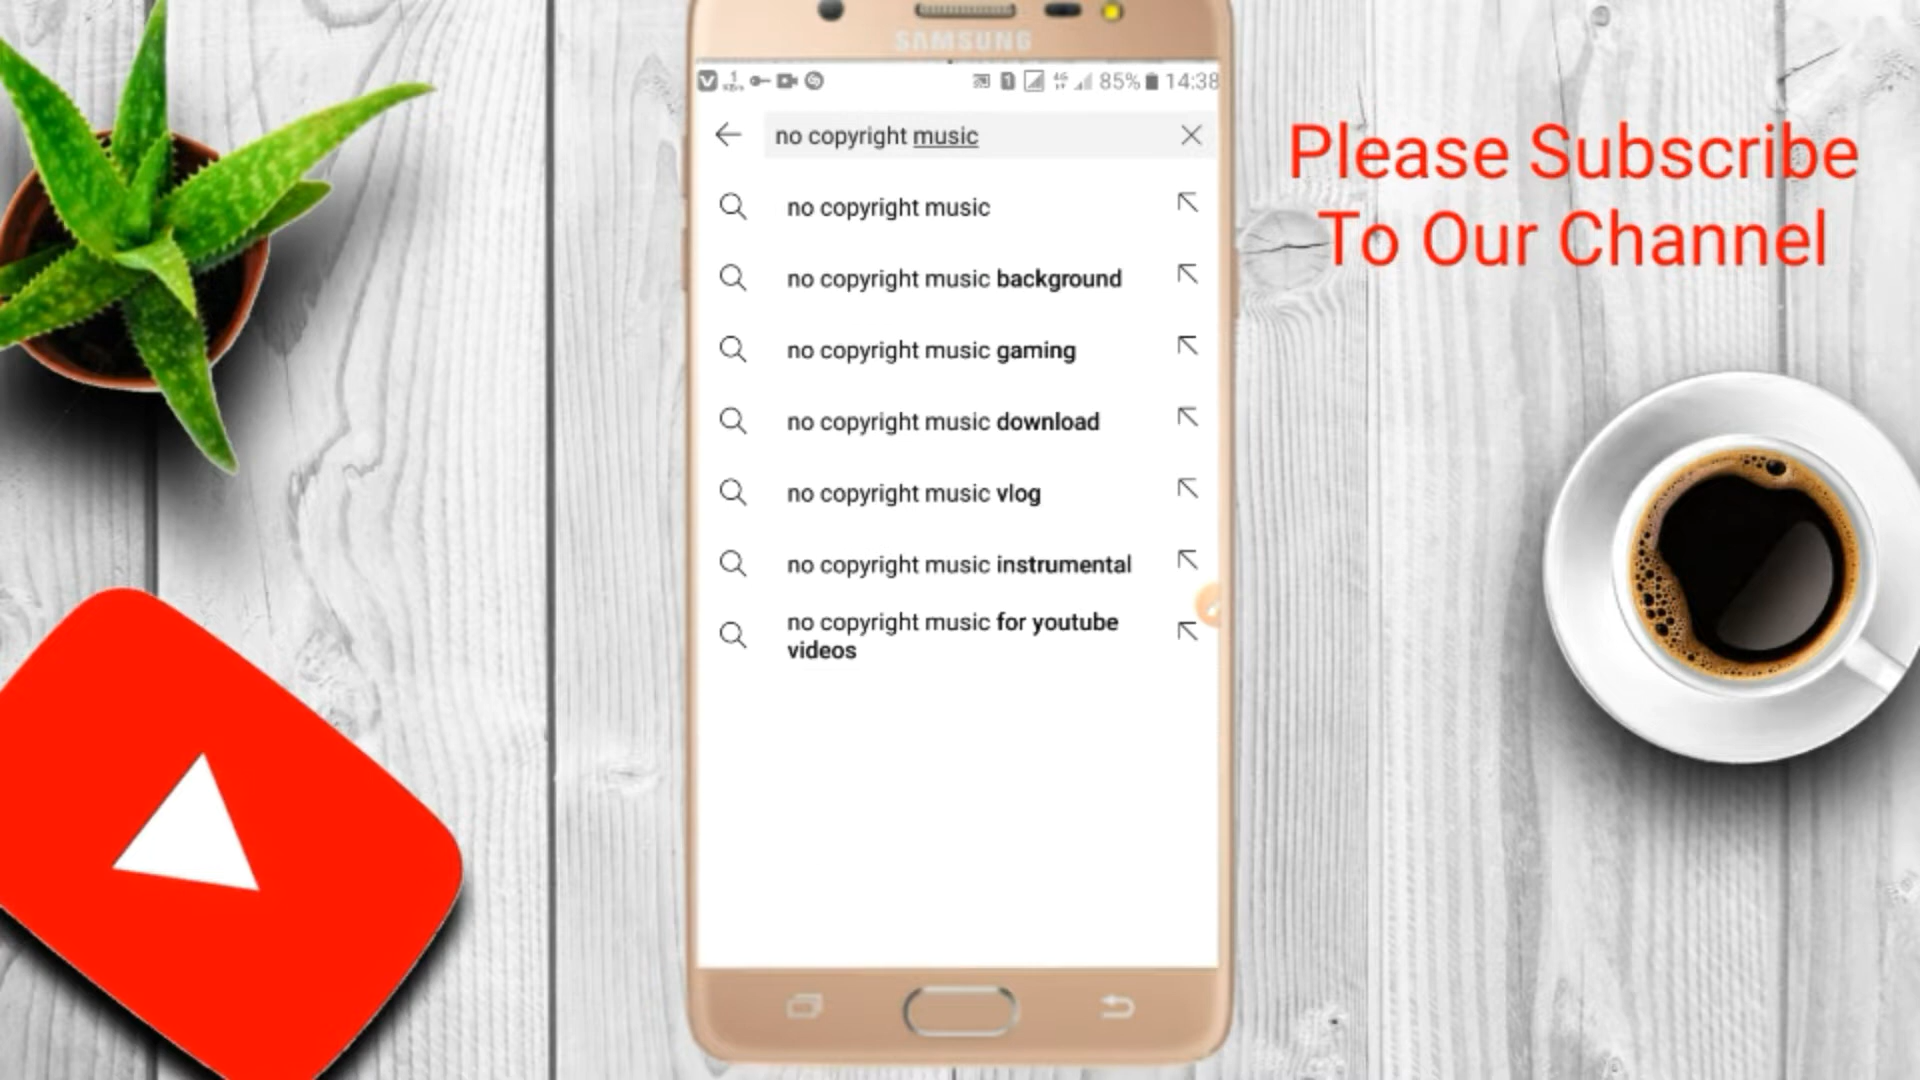 SAMSUNG
85% 14:38
no copyright music
no copyright music
no copyright music background
no copyright music gaming
no copyright music download
no copyright music vlog
no copyright music instrumental
no copyright music for youtube
videos
Please Subscribe
To Our Channel